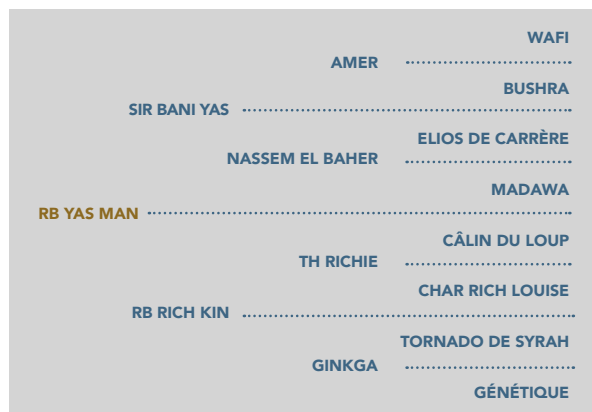 WAFI
AMER
BUSHRA
SIR BANI YAS
ELIOS DE CARRÈRE
NASSEM EL BAHER
MADAWA
RB YAS MAN
CÂLIN DU LOUP
TH RICHIE
CHAR RICH LOUISE
RB RICH KIN
TORNADO DE SYRAH
GINKGA
GÉNÉTIQUE